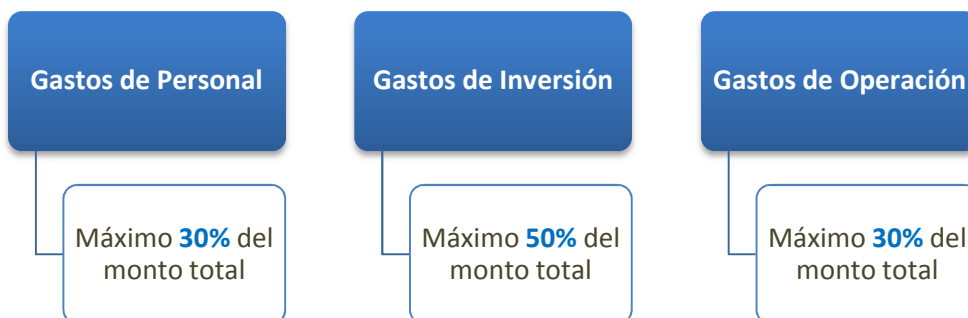 Gastos de Personal
Gastos de Inversión
Gastos de Operación
Máximo 30% del
monto total
Máximo 50% del
monto total
Máximo 30% del
monto total